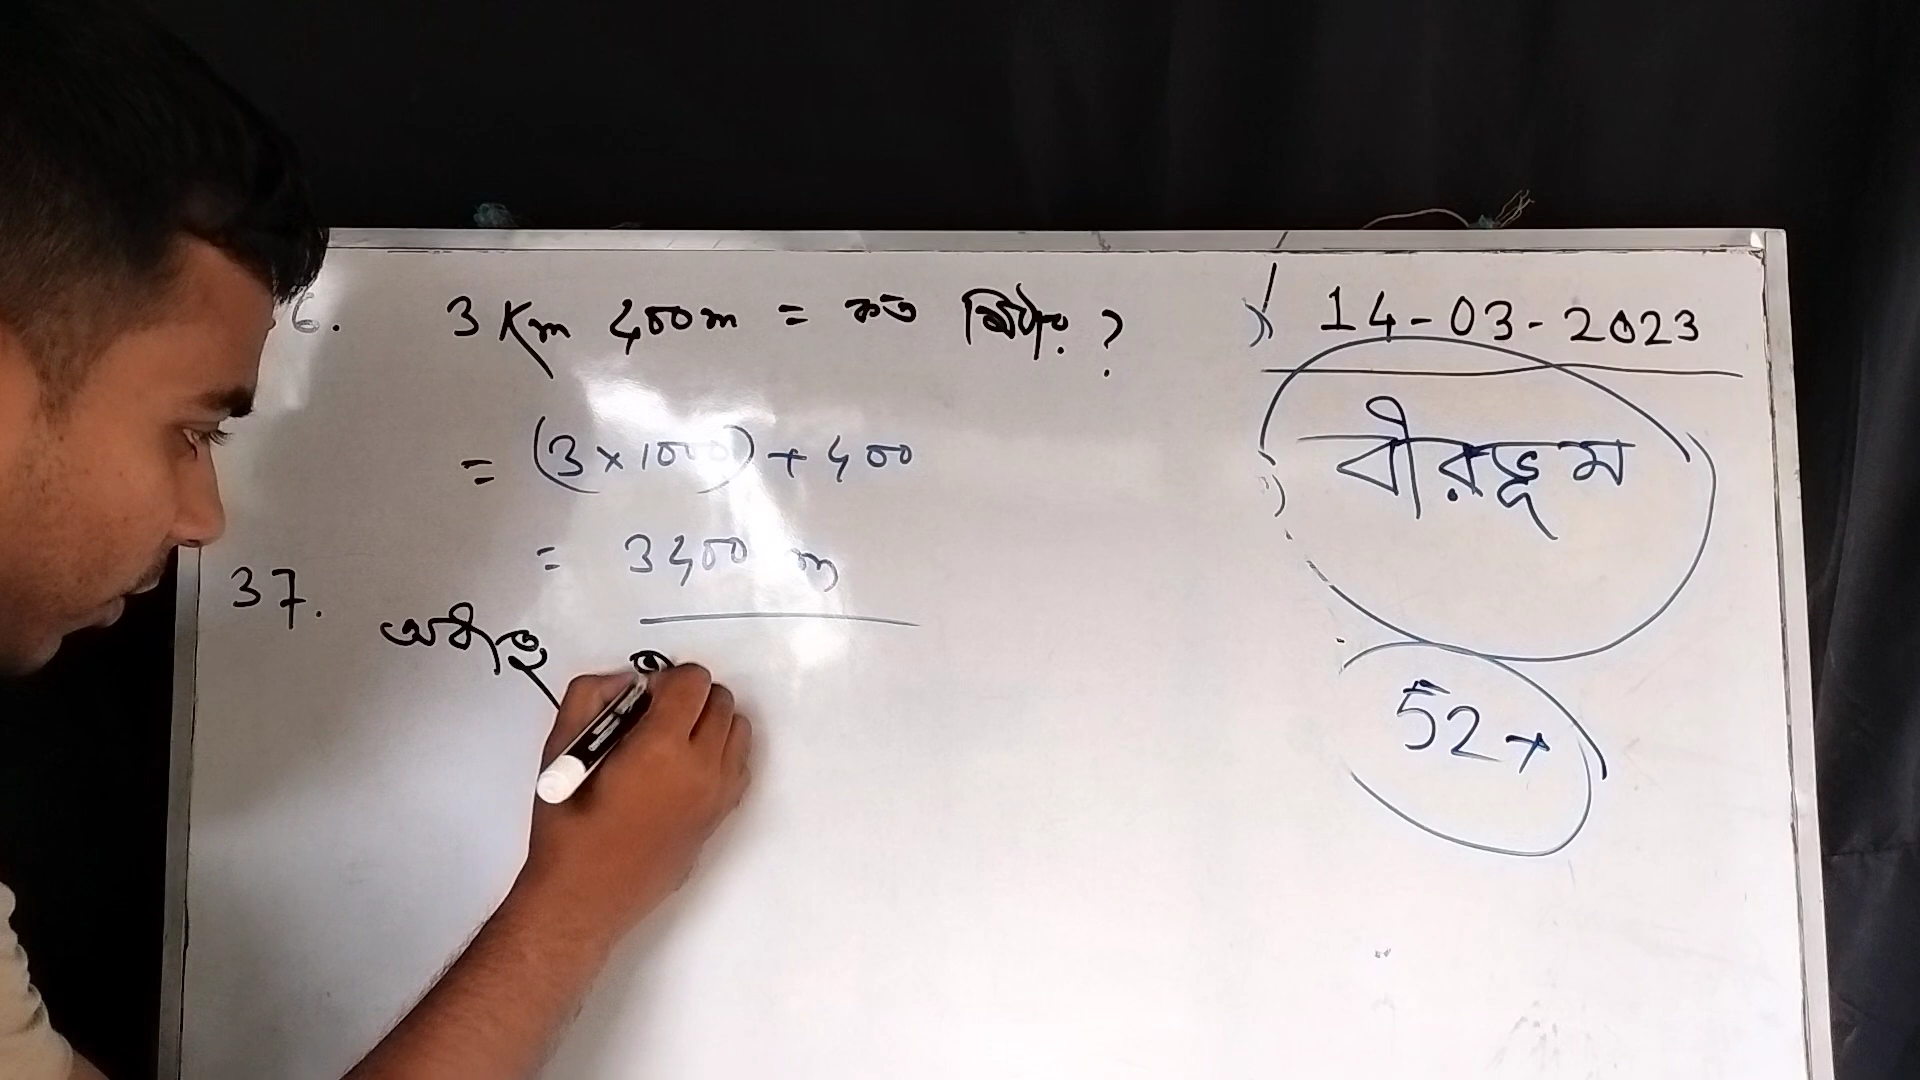 36. 3 Km 400m = কত মিটার ?
= (3×1000) + 400
= 3400 m
37.
14-03-2023
বীরভূম
52+